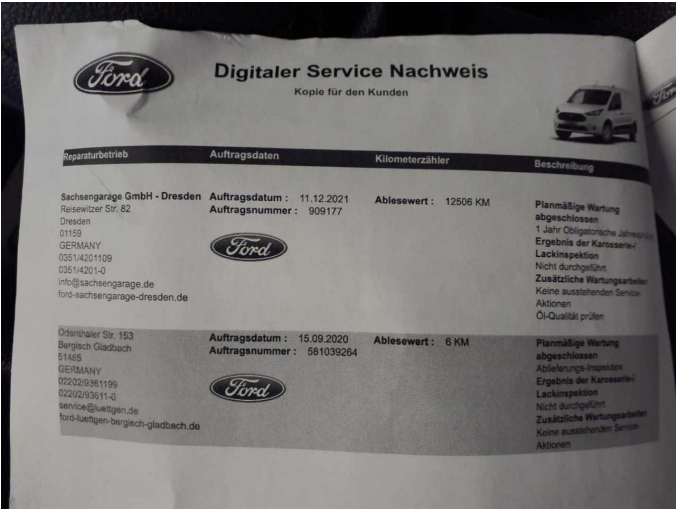 Ford
Digitaler Service Nachweis
Kopie für den Kunden
Reparaturbetrieb Auftragsdaten Kilometerzähler Beschreibung
Sachsengarage GmbH - Dresden
Reisewitzer Str. 82
Dresden
01159
GERMANY
0351/4201109
0351/4201-0
info@sachsengarage.de
ford-sachsengarage-dresden.de
Auftragsdatum : 11.12.2021
Auftragsnummer : 909177
Ford
Ablesewert : 12506 KM
Planmäßige Wartung
abgeschlossen
1 Jahr Obligatorische
Ergebnis der Karosserie-/
Lackinspektion
Nicht durchgeführt
Zusätzliche Wartungsarbeiten
Keine ausstehenden Service-
Aktionen
Öl-Qualität prüfen
Odenthaler Str. 153
Bergisch Gladbach
51465
GERMANY
02202/9361199
02202/93611-0
service@luettgen.de
ford-luettgen-bergisch-gladbach.de
Auftragsdatum : 15.09.2020
Auftragsnummer : 581039264
Ford
Ablesewert : 6 KM
Planmäßige Wartung
abgeschlossen
Ablieferungs-Inspektion
Ergebnis der Karosserie-/
Lackinspektion
Nicht durchgeführt
Zusätzliche Wartungsarbeiten
Keine ausstehenden Service-
Aktionen